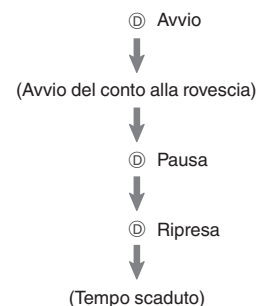 Ⓓ Avvio
(Avvio del conto alla rovescia)
Ⓓ Pausa
Ⓓ Ripresa
(Tempo scaduto)